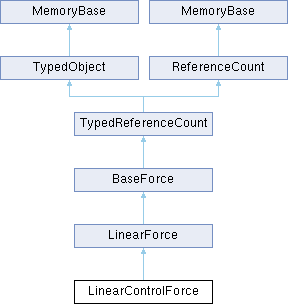 MemoryBase
MemoryBase
TypedObject
ReferenceCount
TypedReferenceCount
BaseForce
LinearForce
LinearControlForce